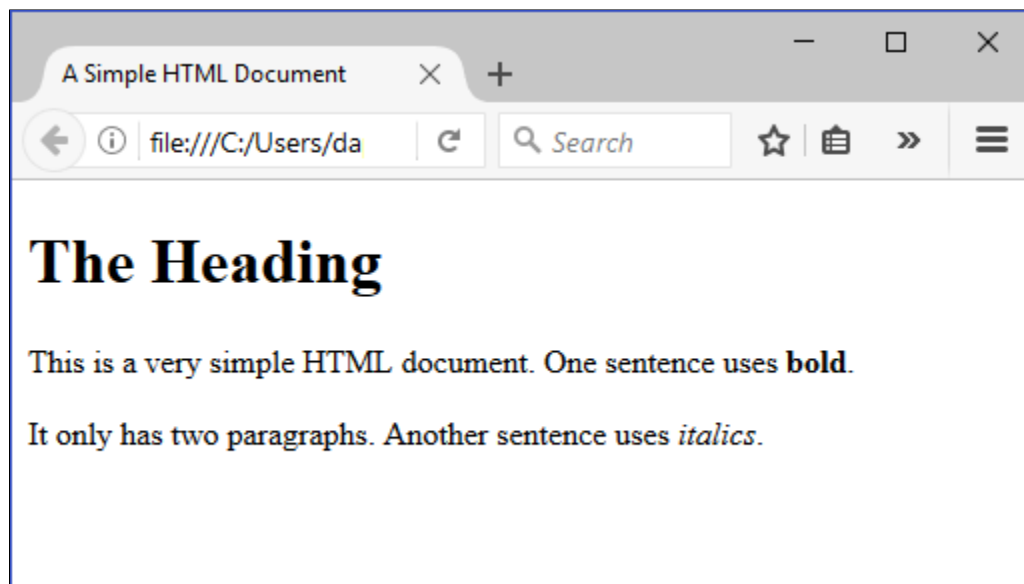 A Simple HTML Document
file:///C:/Users/da
Search
The Heading
This is a very simple HTML document. One sentence uses bold.
It only has two paragraphs. Another sentence uses italics.